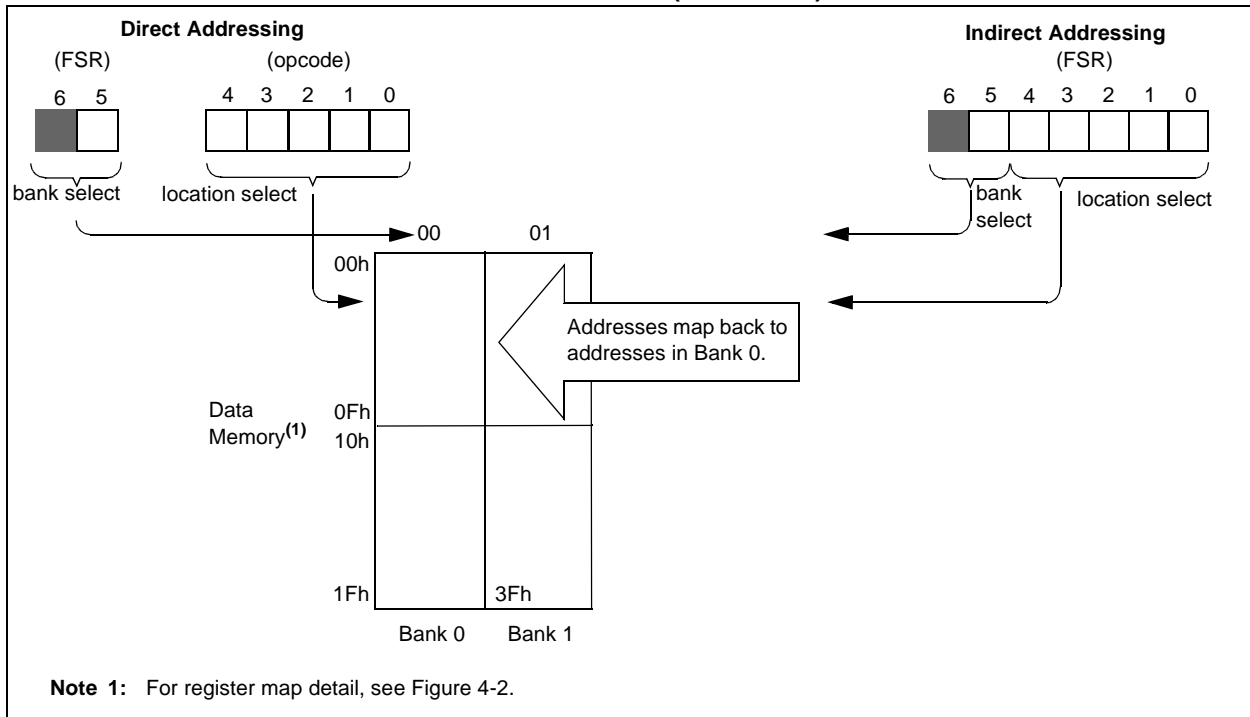 Direct Addressing
(FSR)
(opcode)
6 5
4 3 2 1 0
bank select
location select
Indirect Addressing
(FSR)
6 5 4 3 2 1 0
bank
select
location select
00
01
00h
Addresses map back to
addresses in Bank 0.
Data
Memory(1)
0Fh
10h
1Fh
3Fh
Bank 0
Bank 1
Note 1: For register map detail, see Figure 4-2.